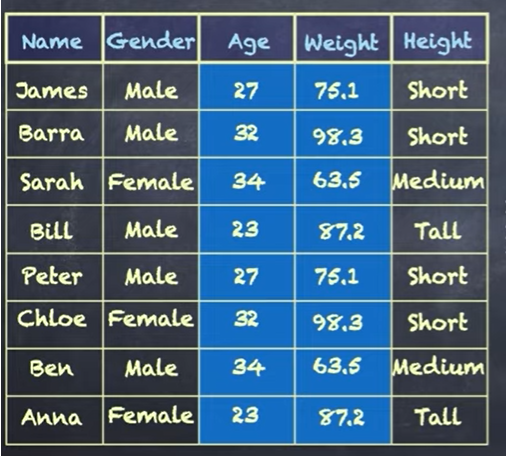 Name Gender Age Weight Height
James Male 27 75.1 Short
Barra Male 32 98.3 Short
Sarah Female 34 63.5 Medium
Bill Male 23 87.2 Tall
Peter Male 27 75.1 Short
Chloe Female 32 98.3 Short
Ben Male 34 63.5 Medium
Anna Female 23 87.2 Tall